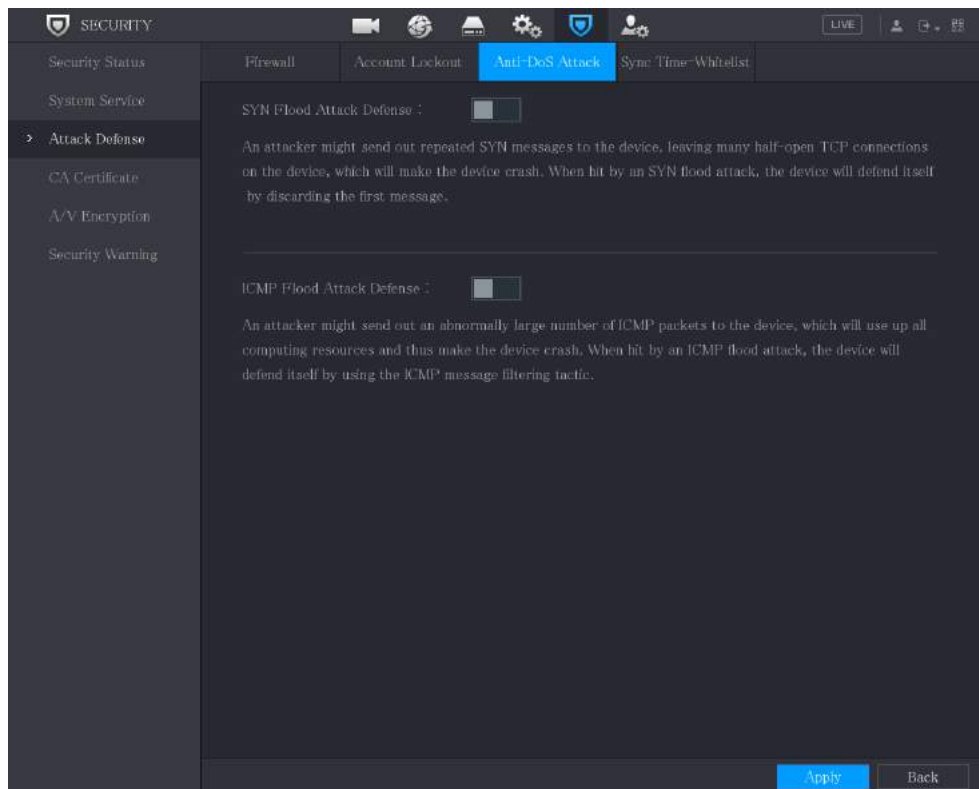 SECURITY
LIVE
Security Status
System Service
Attack Defense
CA Certificate
A/V Encryption
Security Warning
Firewall
Account Lockout
Anti-DoS Attack
Sync Time-Whitelist
SYN Flood Attack Defense :
An attacker might send out repeated SYN messages to the device, leaving many half-open TCP connections
on the device, which will make the device crash. When hit by an SYN flood attack, the device will defend itself
by discarding the first message.
ICMP Flood Attack Defense :
An attacker might send out an abnormally large number of ICMP packets to the device, which will use up all
computing resources and thus make the device crash. When hit by an ICMP flood attack, the device will
defend itself by using the ICMP message filtering tactic.
Apply
Back